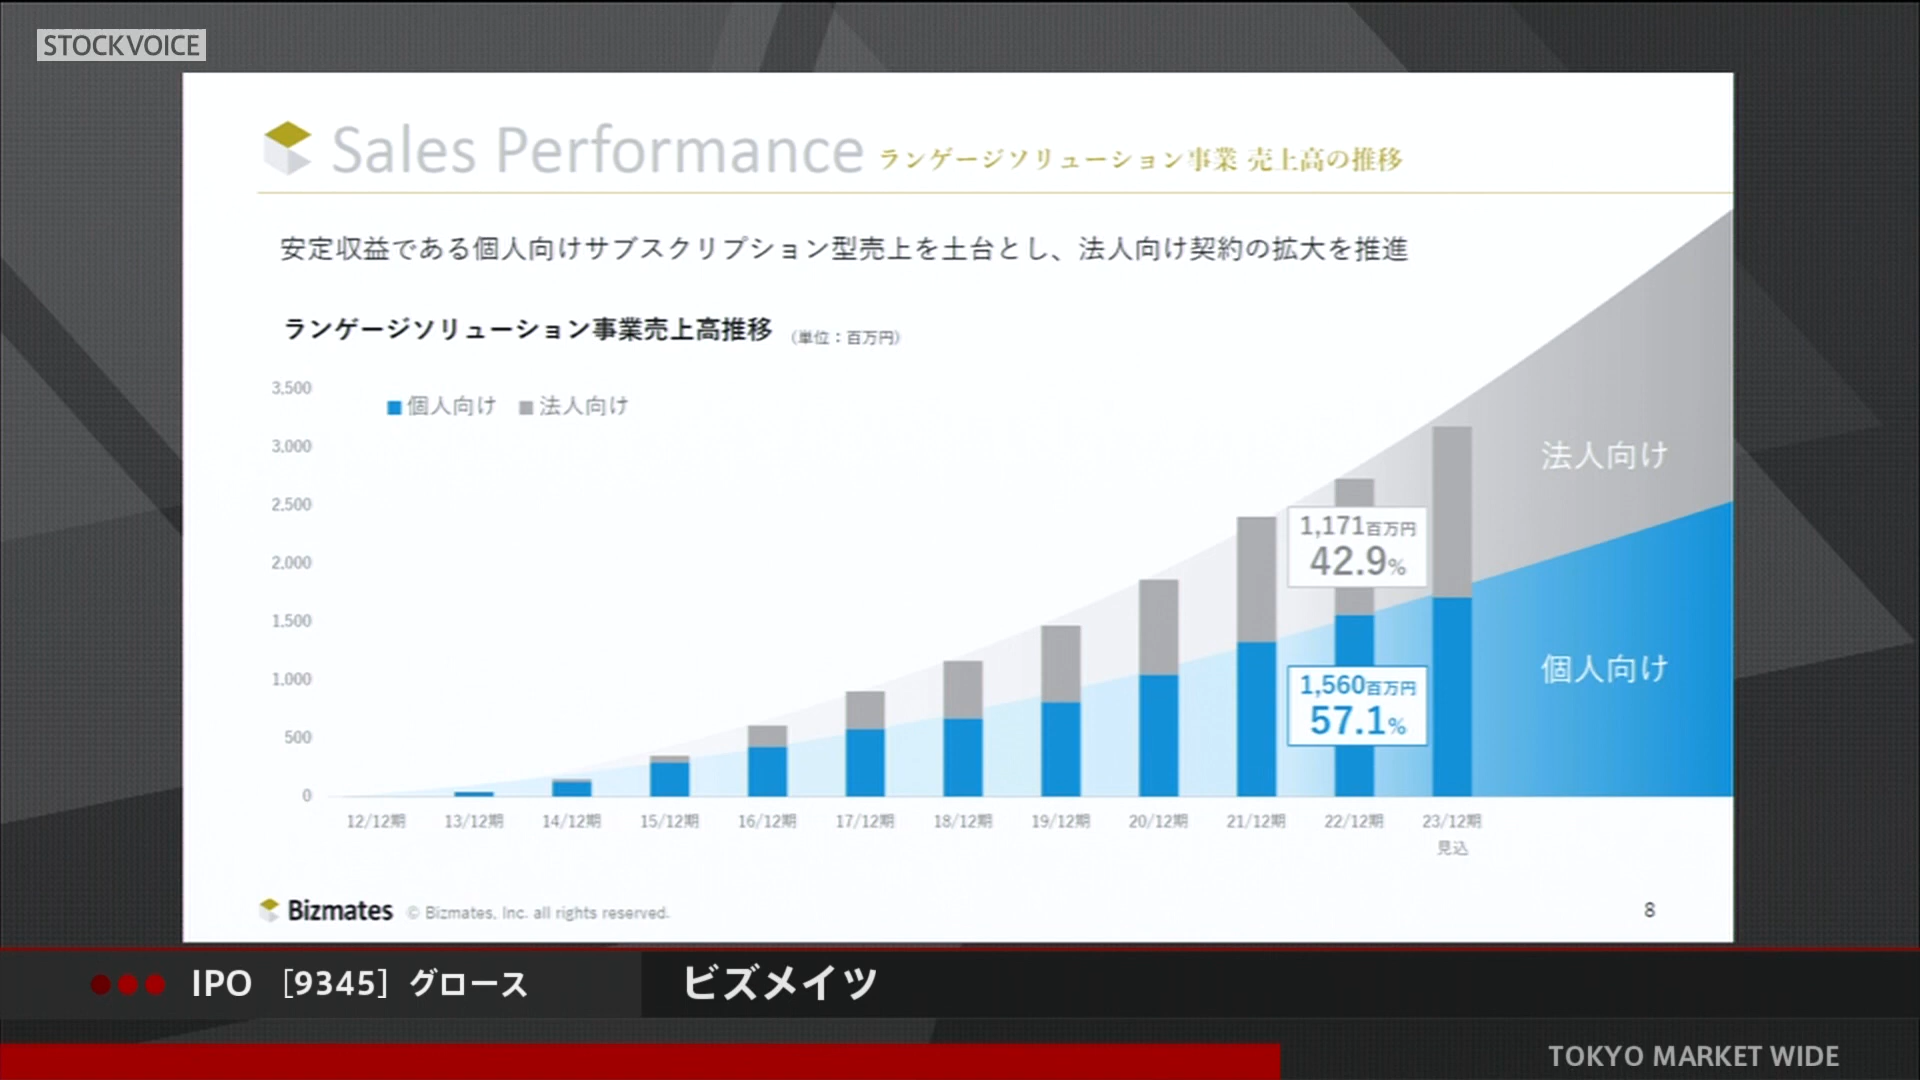 STOCKVOICE
Sales Performance ランゲージソリューション事業 売上高の推移
安定収益である個人向けサブスクリプション型売上を土台とし、法人向け契約の拡大を推進
ランゲージソリューション事業売上高推移 （単位：百万円）
個人向け 法人向け
3,500
3,000
2,500
2,000
1,500
1,000
500
0
1,171百万円
42.9%
1,560百万円
57.1%
法人向け
個人向け
12/12期 13/12期 14/12期 15/12期 16/12期 17/12期 18/12期 19/12期 20/12期 21/12期 22/12期 23/12期
見込
Bizmates © Bizmates, Inc. all rights reserved.
8
IPO ［9345］ グロース ビズメイツ
TOKYO MARKET WIDE